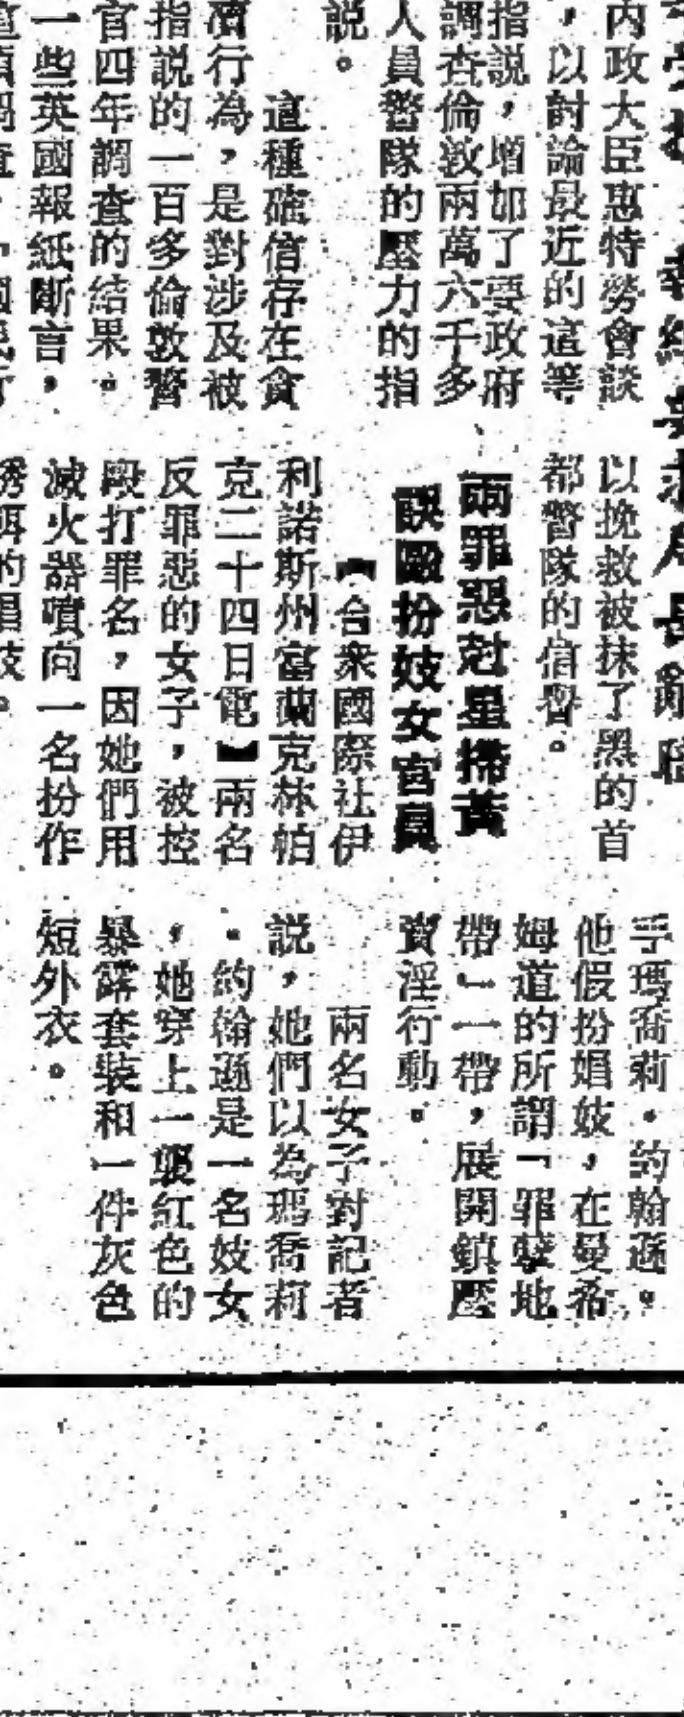 內政大臣惠特勞會談
，以討論最近的這等
指說，增加了要政府
調查倫敦兩萬六千多
人員警隊的壓力的指
說。
這種確信存在貪
瀆行為，是對涉及被
指說的一百多倫敦警
官四年調查的結果。
一些英國報紙斷言，
以挽救被抹了黑的首
都警隊的信譽。
兩罪惡尅星掃黃
誤毆扮妓女官員
【合衆國際社伊
利諾斯州富蘭克林帕
克二十四日電】兩名
反罪惡的女子，被控
毆打罪名，因她們用
滅火器噴向一名扮作
誘餌的娼妓。
手瑪喬莉・約翰遜。
他假扮娼妓，在曼希
姆道的所謂「罪孽地
帶」一帶，展開鎮壓
賣淫行動。
兩名女子對記者
説，她們以為瑪喬莉
・約翰遜是一名妓女
，她穿上一襲紅色的
暴露套裝和一件灰色
短外衣。